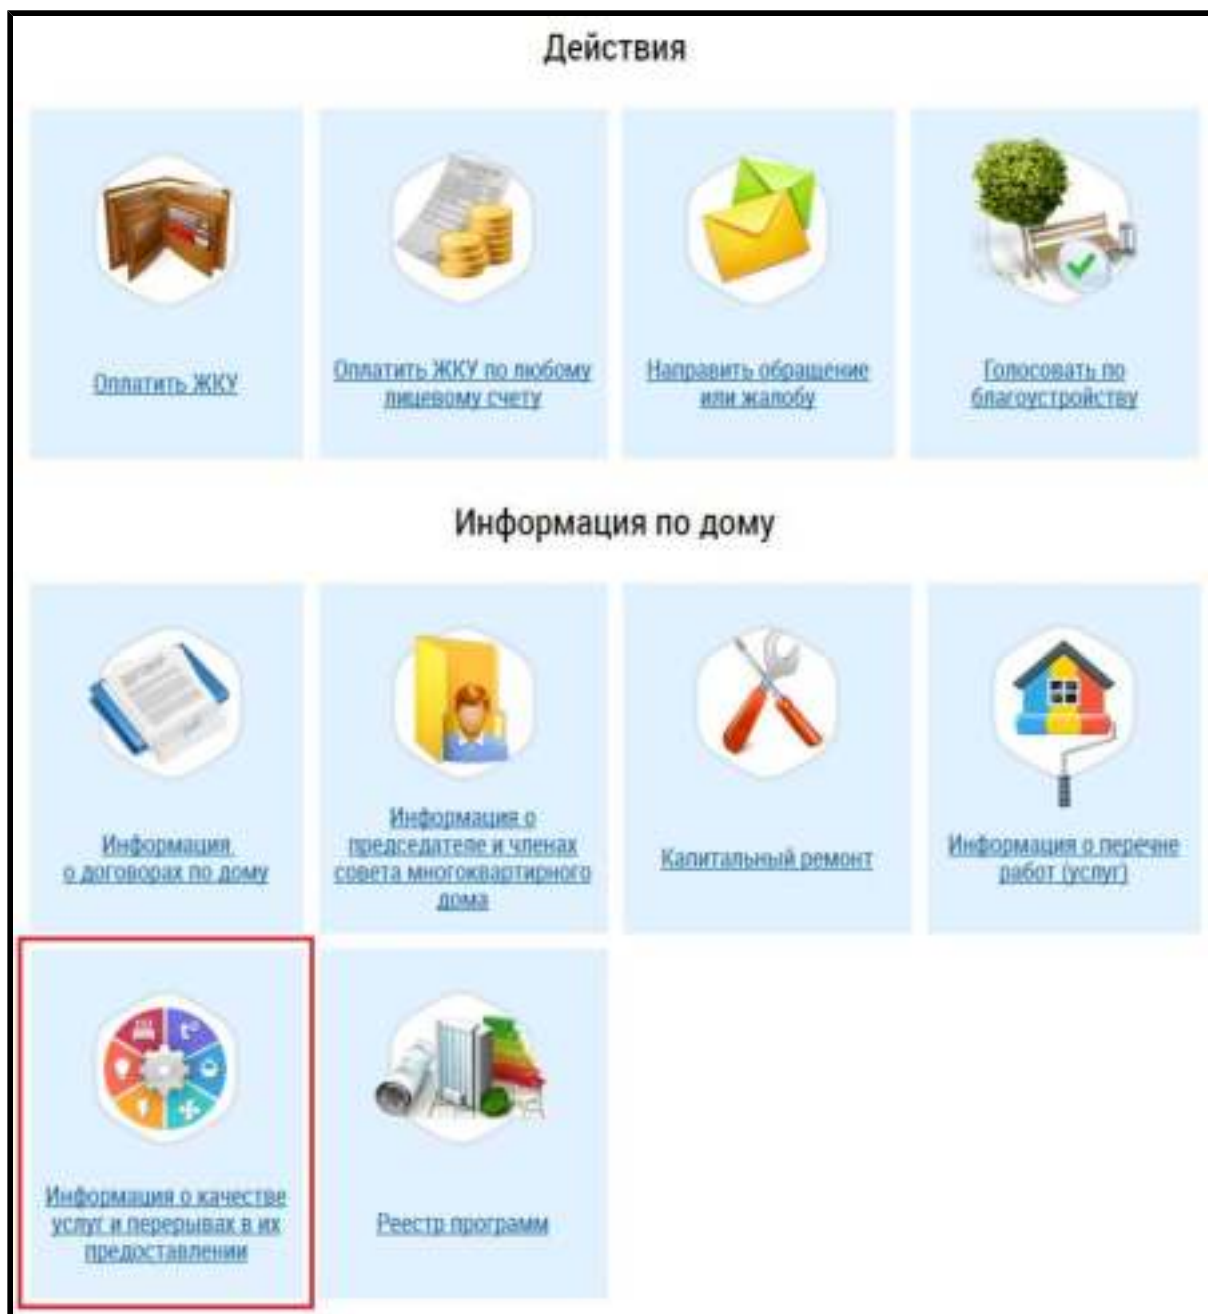 Действия
Оплатить ЖКУ
Оплатить ЖКУ по любому
лицевому счету
Направить обращение
или жалобу
Голосовать по
благоустройству
Информация по дому
Информация
о договорах по дому
Информация о
председателе и членах
совета многоквартирного
дома
Капитальный ремонт
Информация о перечне
работ (услуг)
Информация о качестве
услуг и перерывах в их
предоставлении
Реестр программ